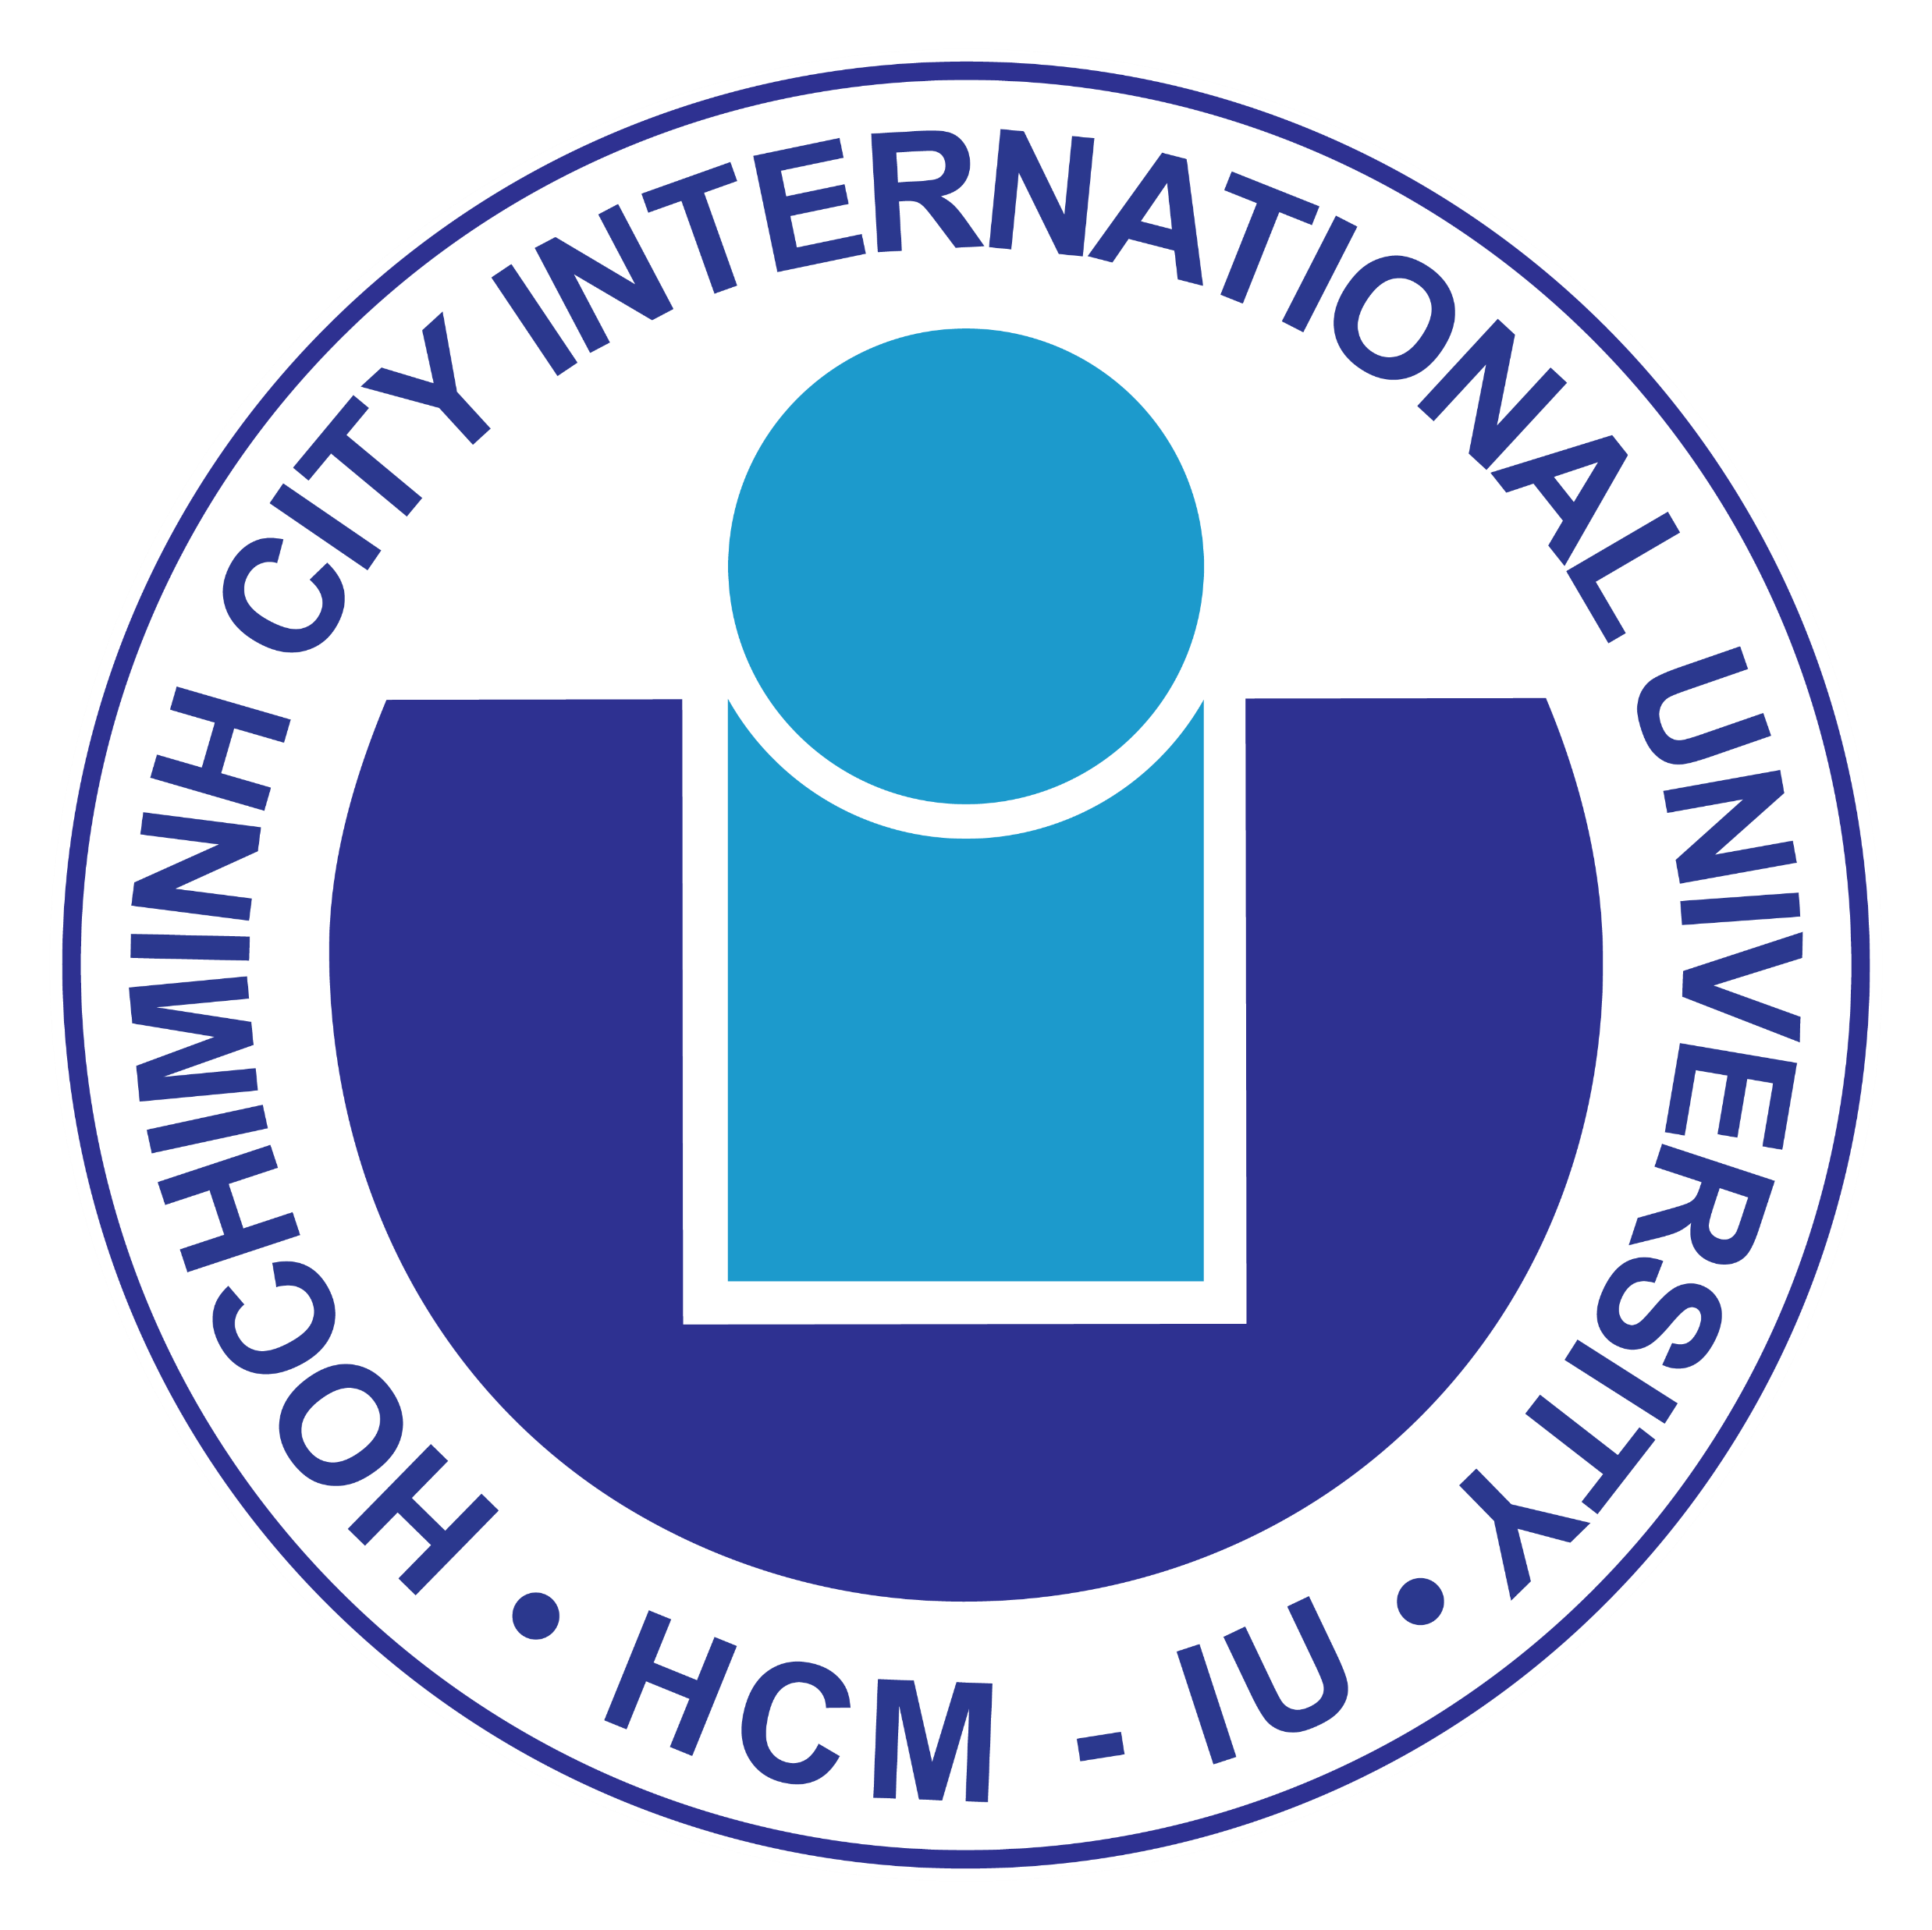 HOCHIMINH CITY INTERNATIONAL UNIVERSITY
• HCM - IU •